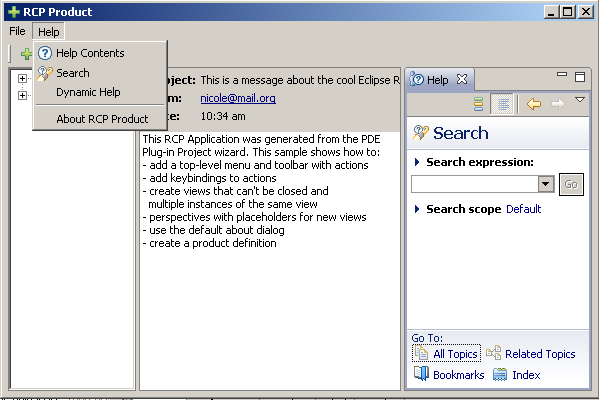 RCP Product
File Help
Help Contents
Search
Dynamic Help
About RCP Product
This is a message about the cool Eclipse R
nicole@mail.org
10:34 am
This RCP Application was generated from the PDE
Plug-in Project wizard. This sample shows how to:
- add a top-level menu and toolbar with actions
- add keybindings to actions
- create views that can't be closed and
multiple instances of the same view
- perspectives with placeholders for new views
- use the default about dialog
- create a product definition
Help
Search
Search expression:
Go
Search scope Default
Go To:
All Topics Related Topics
Bookmarks Index